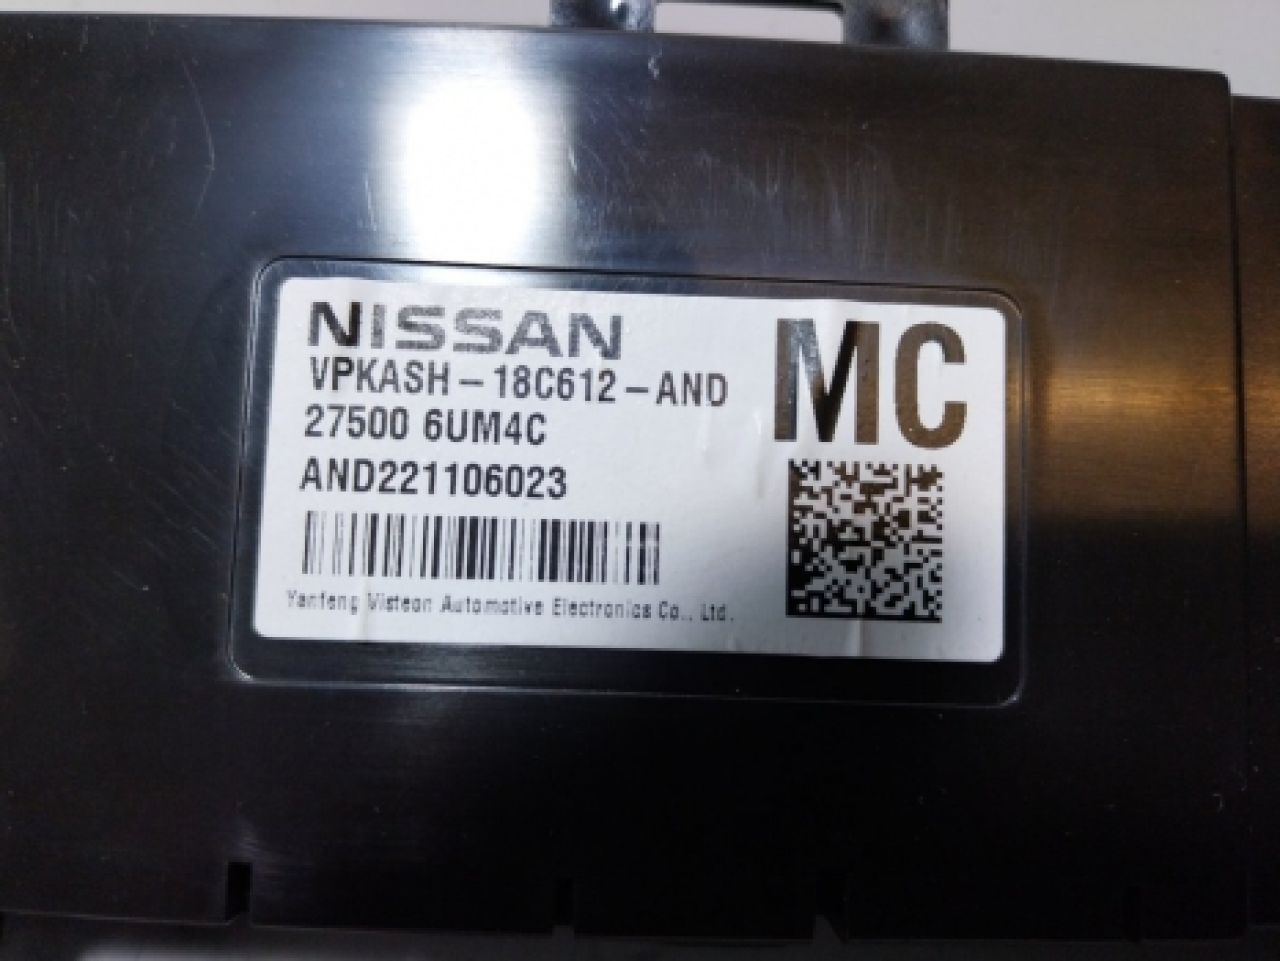 NISSAN
MC
VPKASH-18C612-AND
27500 6UM4C
AND221106023
Yanfeng Visteon Automotive Electronics Co., Ltd.